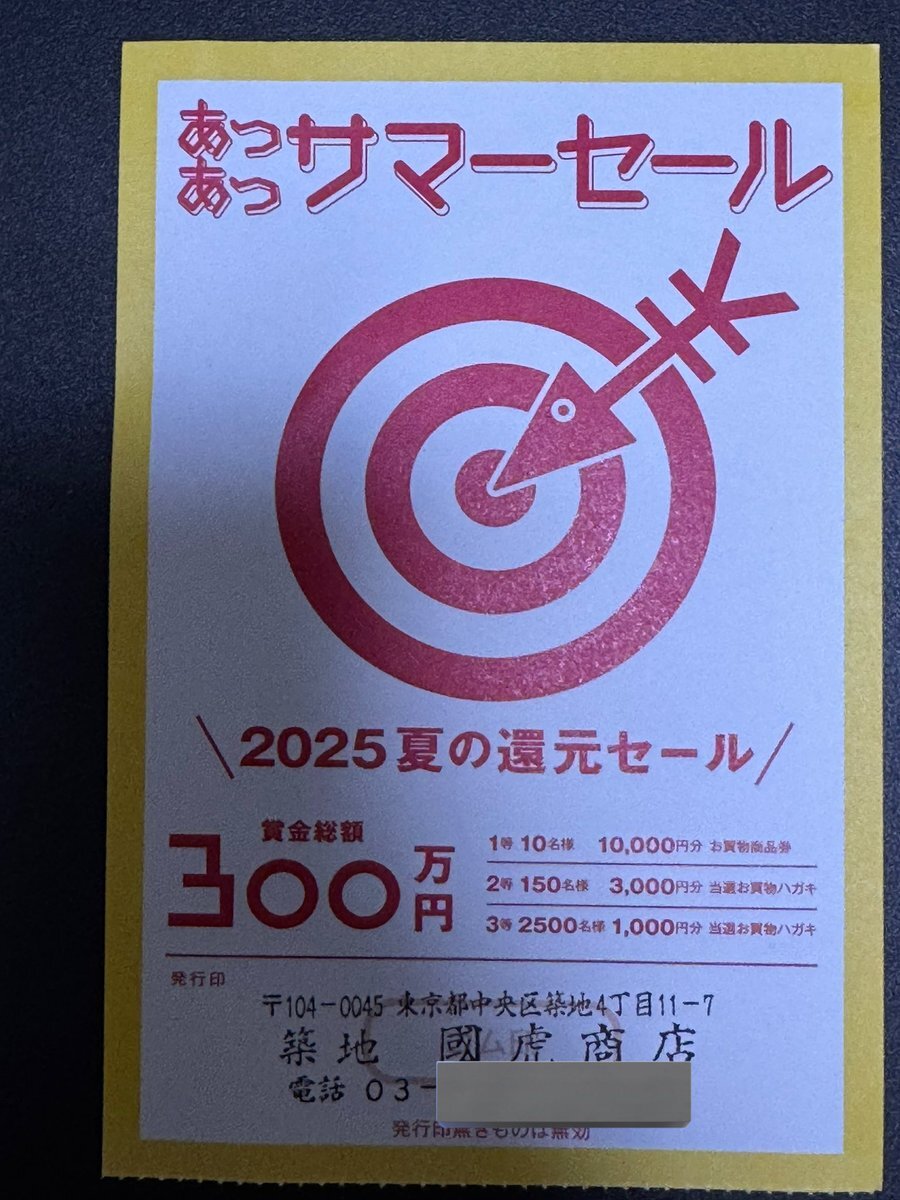 あつあつ サマーセール
2025夏の還元セール
賞金総額
300万円
1等 10名様 10,000円分 お買物商品券
2等 150名様 3,000円分 当選お買物ハガキ
3等 2500名様 1,000円分 当選お買物ハガキ
発行印
〒104-0045 東京都中央区築地4丁目11-7
築地 國虎商店
電話 03-
発行印無きものは無効